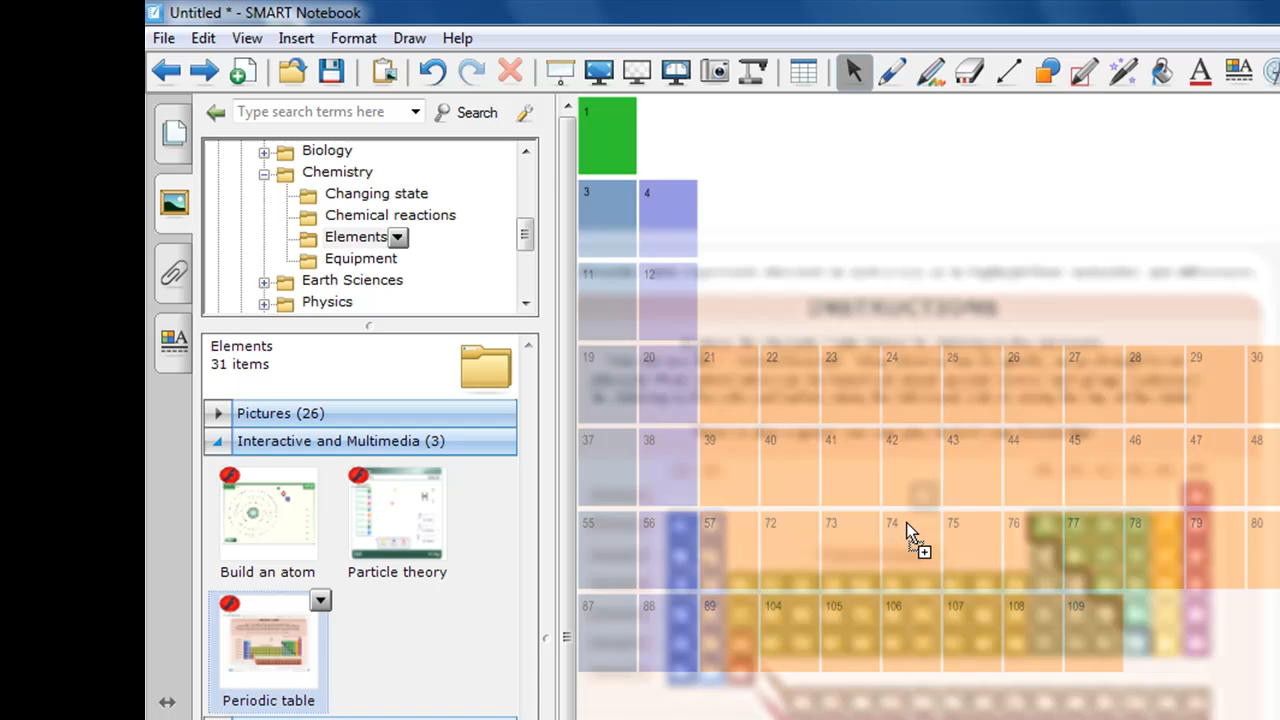 Untitled * - SMART Notebook
File Edit View Insert Format Draw Help
Type search terms here Search
Biology
Chemistry
Changing state
Chemical reactions
Elements
Equipment
Earth Sciences
Physics
Elements
31 items
Pictures (26)
Interactive and Multimedia (3)
Build an atom Particle theory
Periodic table
1
3 4
11 12
INSTRUCTIONS
19 20 21 22 23 24 25 26 27 28 29 30
37 38 39 40 41 42 43 44 45 46 47 48
55 56 57 72 73 74 75 76 77 78 79 80
87 88 89 104 105 106 107 108 109